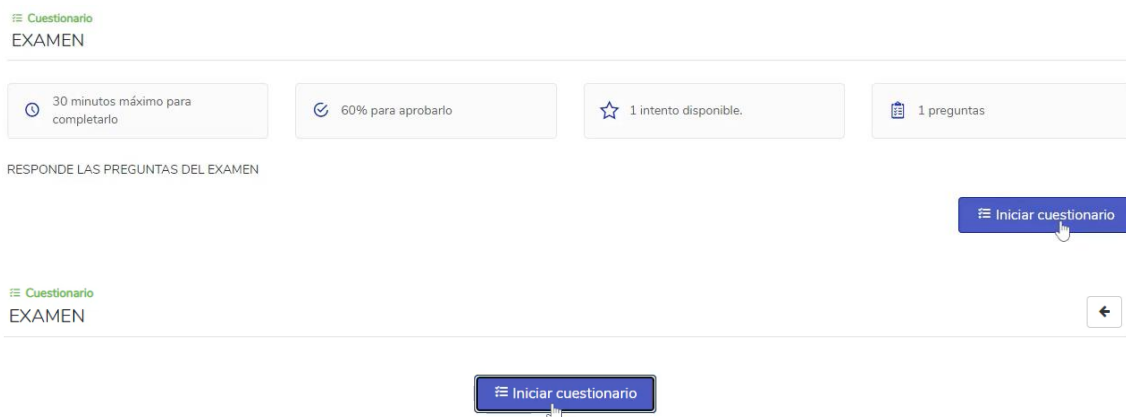 Cuestionario
EXAMEN
30 minutos máximo para
completarlo
60% para aprobarlo
1 intento disponible.
1 preguntas
RESPONDE LAS PREGUNTAS DEL EXAMEN
Iniciar cuestionario
Cuestionario
EXAMEN
Iniciar cuestionario